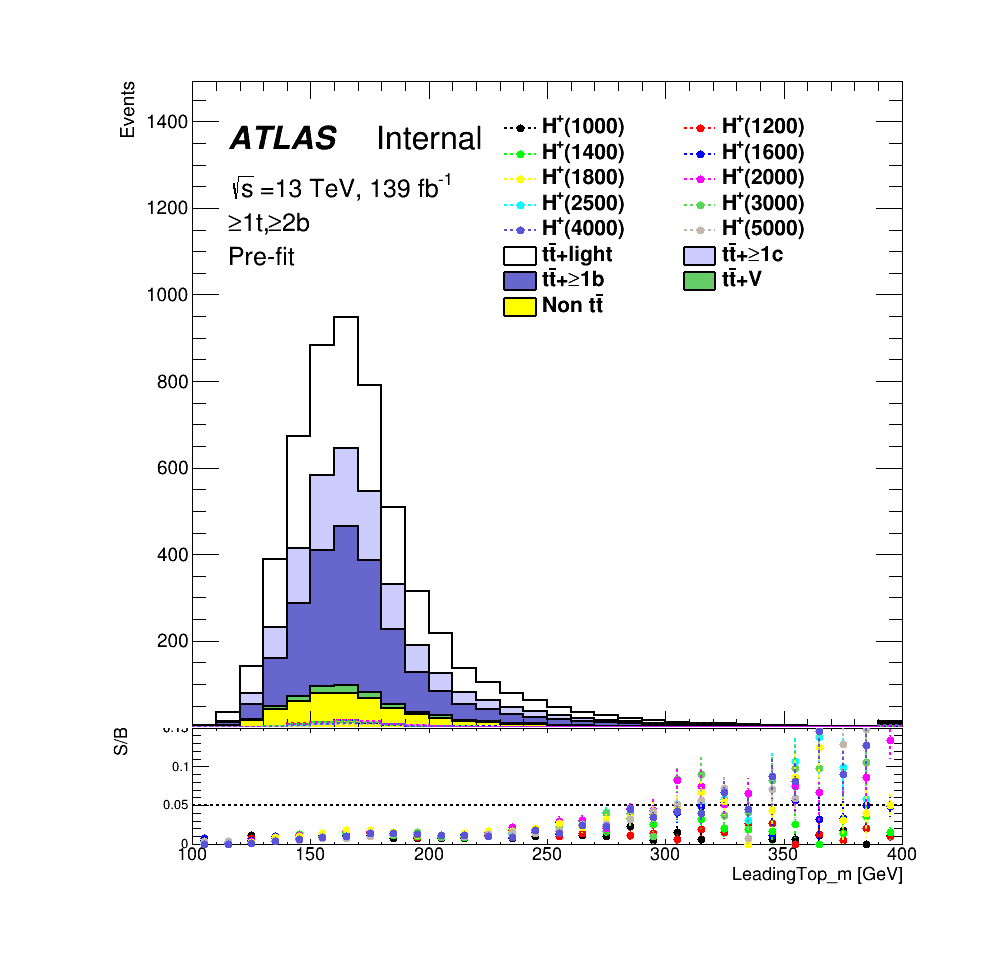 Events
1400
1200
1000
800
600
400
200
ATLAS Internal
√s =13 TeV, 139 fb⁻¹
≥1t,≥2b
Pre-fit
H⁺(1000) H⁺(1200)
H⁺(1400) H⁺(1600)
H⁺(1800) H⁺(2000)
H⁺(2500) H⁺(3000)
H⁺(4000) H⁺(5000)
tt̄+light tt̄+≥1c
tt̄+≥1b tt̄+V
Non tt̄
S/B
0.15
0.1
0.05
0
100 150 200 250 300 350 400
LeadingTop_m [GeV]